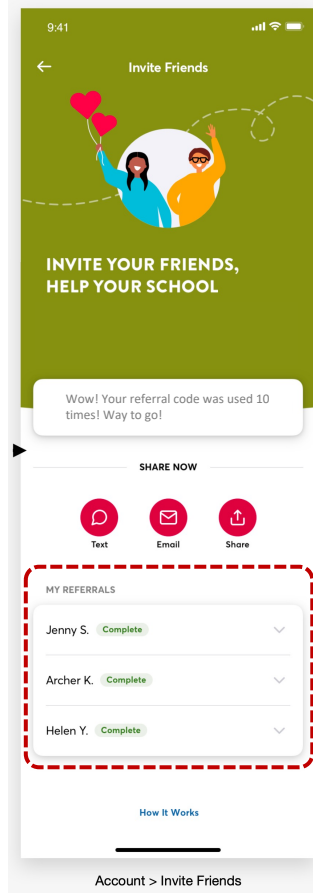 9:41
Invite Friends
INVITE YOUR FRIENDS,
HELP YOUR SCHOOL
Wow! Your referral code was used 10
times! Way to go!
SHARE NOW
Text Email Share
MY REFERRALS
Jenny S. Complete
Archer K. Complete
Helen Y. Complete
How It Works
Account > Invite Friends